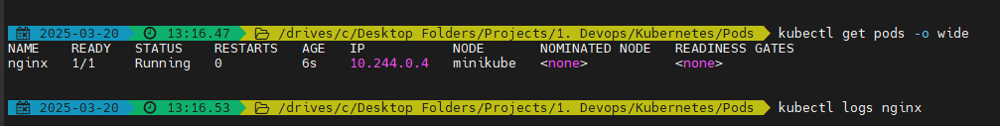 2025-03-20 13:16.47 /drives/c/Desktop Folders/Projects/1. Devops/Kubernetes/Pods kubectl get pods -o wide
NAME READY STATUS RESTARTS AGE IP NODE NOMINATED NODE READINESS GATES
nginx 1/1 Running 0 6s 10.244.0.4 minikube <none> <none>
2025-03-20 13:16.53 /drives/c/Desktop Folders/Projects/1. Devops/Kubernetes/Pods kubectl logs nginx